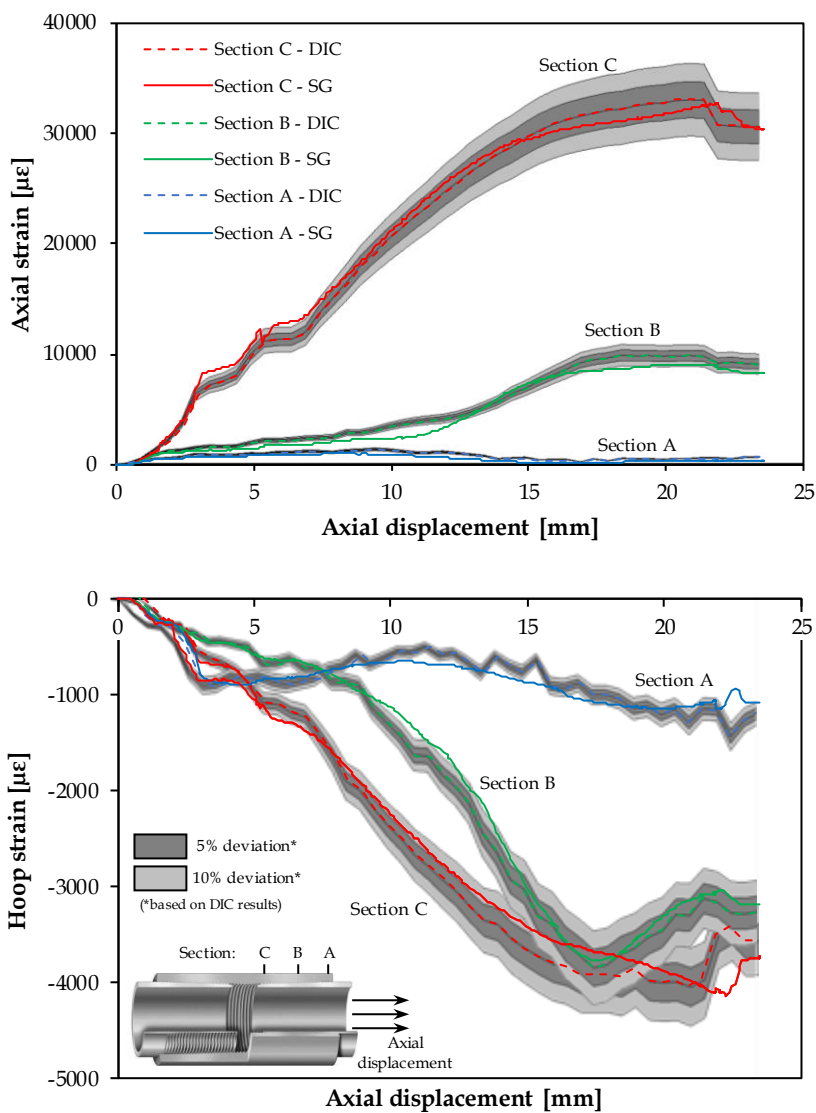 40000
30000
20000
10000
0
Axial strain [µε]
Section C - DIC
Section C - SG
Section B - DIC
Section B - SG
Section A - DIC
Section A - SG
Section C
Section B
Section A
0 5 10 15 20 25
Axial displacement [mm]
0
-1000
-2000
-3000
-4000
-5000
Hoop strain [µε]
0 5 10 15 20 25
Section A
Section B
Section C
5% deviation*
10% deviation*
(*based on DIC results)
Section: C B A
Axial
displacement
Axial displacement [mm]